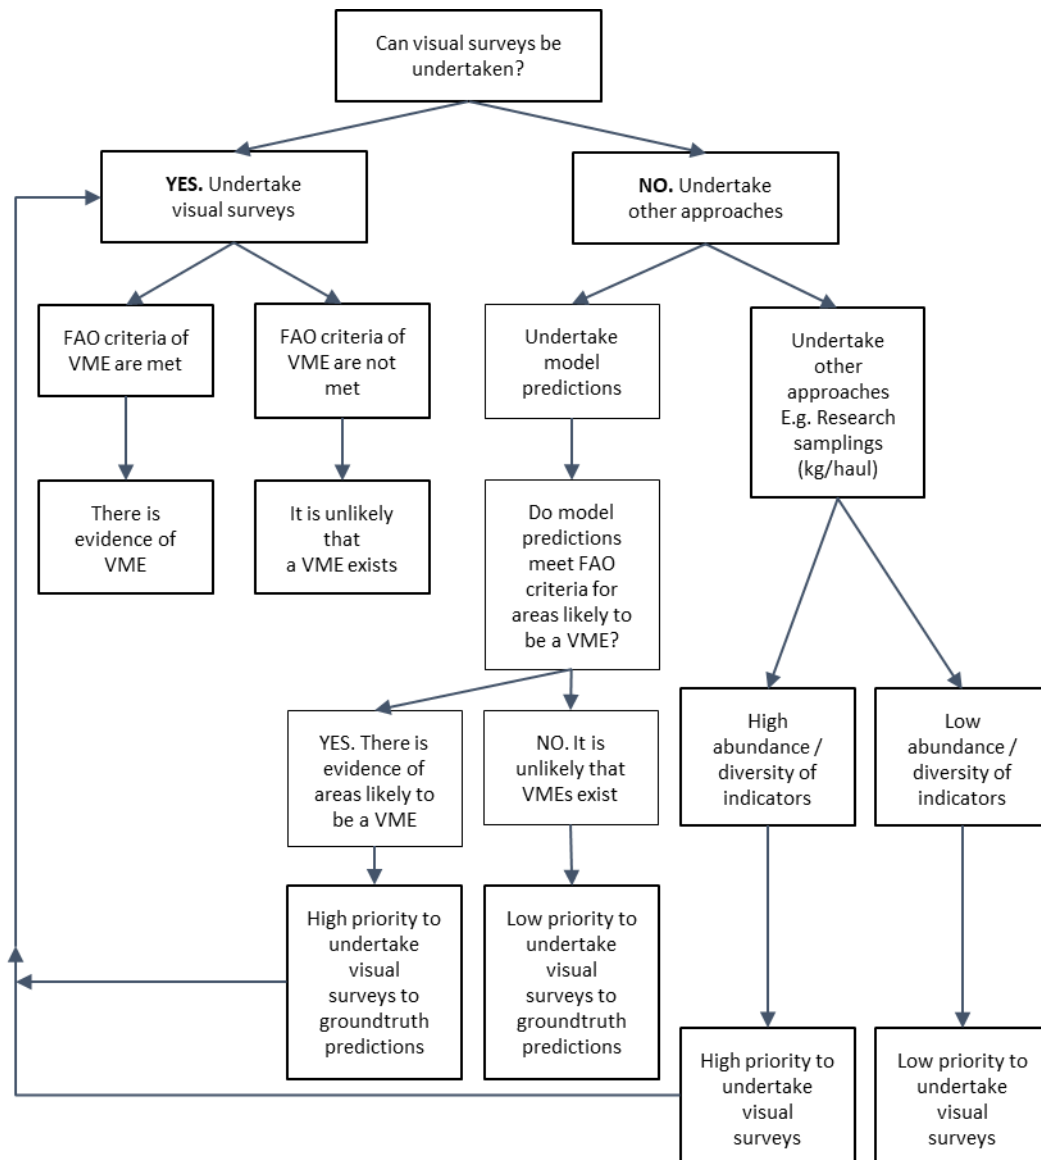 Can visual surveys be
undertaken?
YES. Undertake
visual surveys
NO. Undertake
other approaches
FAO criteria of
VME are met
FAO criteria of
VME are not
met
Undertake
model
predictions
Undertake
other
approaches
E.g. Research
samplings
(kg/haul)
There is
evidence of
VME
It is unlikely
that
a VME exists
Do model
predictions
meet FAO
criteria for
areas likely to
be a VME?
YES. There is
evidence of
areas likely to
be a VME
NO. It is
unlikely that
VMEs exist
High
abundance /
diversity of
indicators
Low
abundance /
diversity of
indicators
High priority to
undertake
visual
surveys to
groundtruth
predictions
Low priority to
undertake
visual
surveys to
groundtruth
predictions
High priority to
undertake
visual
surveys
Low priority to
undertake
visual
surveys